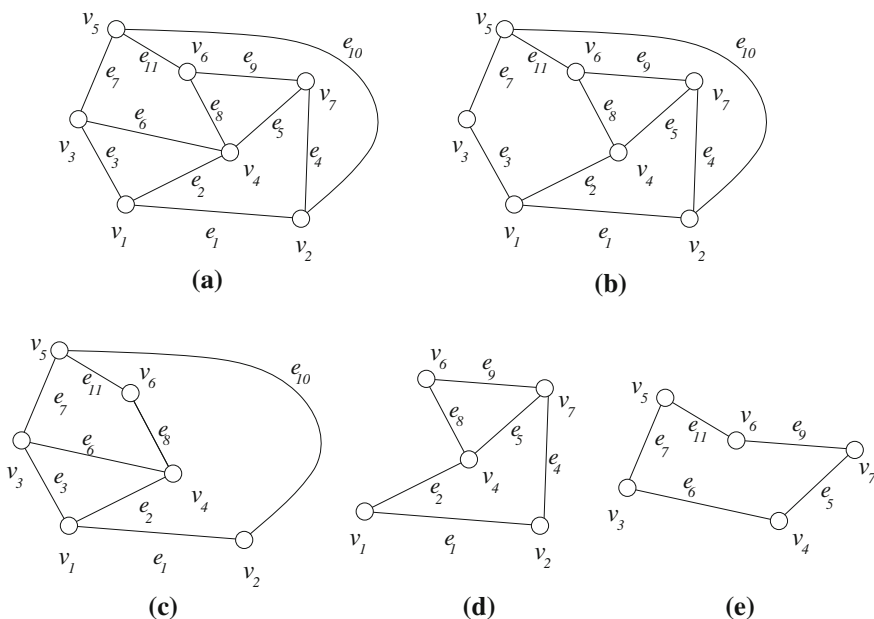 v5 e11 v6 e9 e10
e7 v7
e6 e8 e5
v3 e3 e4
e2 v4
v1 e1 v2
(a)
v5 e11 v6 e9 e10
e7 v7
e8 e5
v3 e3 e4
e2 v4
v1 e1 v2
(b)
v5 e11 v6 e10
e7
e6 e8
v3 e3
e2 v4
v1 e1 v2
(c)
v6 e9
v7
e8 e5
e4
e2 v4
v1 e1 v2
(d)
v5 e11 v6 e9
e7 v7
e6 e5
v3
v4
(e)